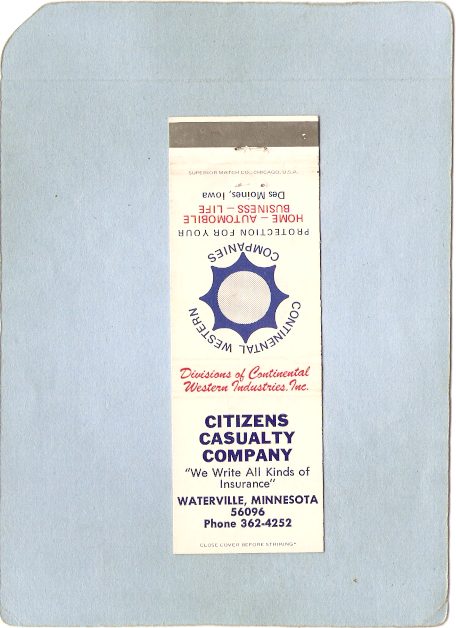 SUPERIOR MATCH CO., CHICAGO, U.S.A.
CONTINENTAL WESTERN
COMPANIES
PROTECTION FOR YOUR
HOME — AUTOMOBILE
BUSINESS — LIFE
Des Moines, Iowa
Divisions of Continental
Western Industries, Inc.
CITIZENS
CASUALTY
COMPANY
"We Write All Kinds of
Insurance"
WATERVILLE, MINNESOTA
56096
Phone 362-4252
CLOSE COVER BEFORE STRIKING